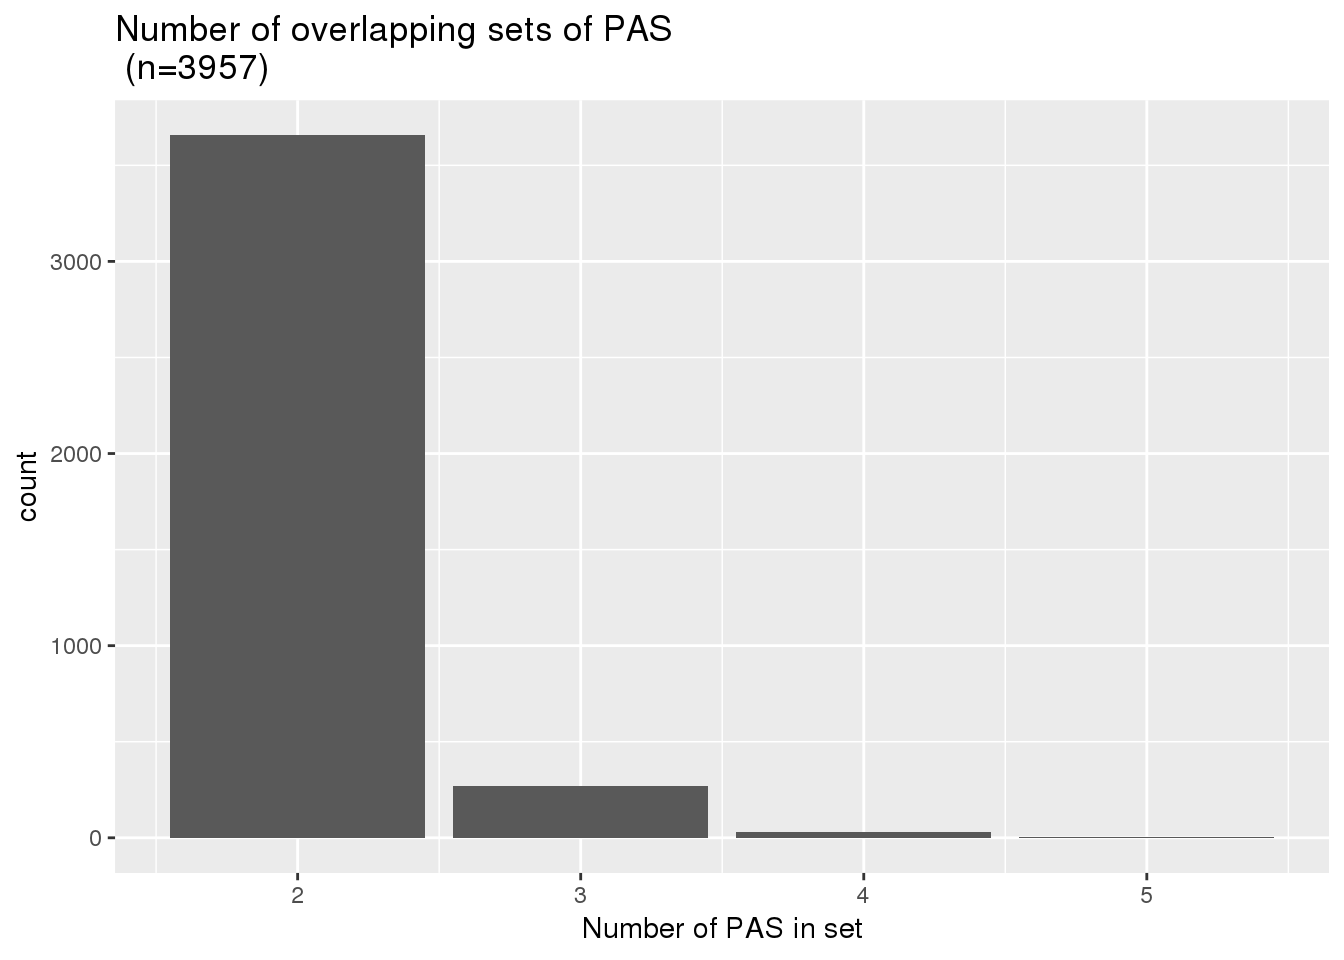 Number of overlapping sets of PAS
(n=3957)
3000
2000
1000
0
count
2
3
4
5
Number of PAS in set